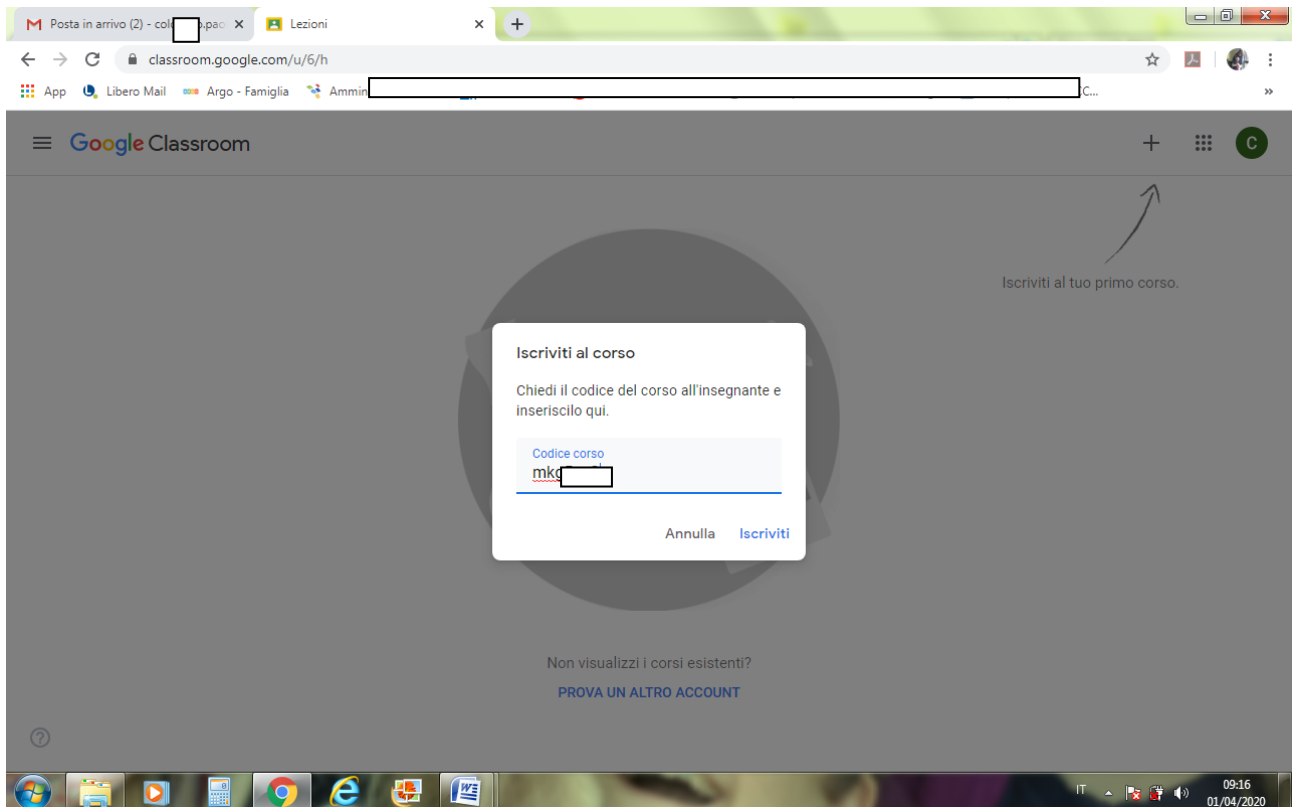 Posta in arrivo (2) - col
Lezioni
classroom.google.com/u/6/h
App Libero Mail Argo - Famiglia Ammin
Google Classroom
C
Iscriviti al tuo primo corso.
Iscriviti al corso
Chiedi il codice del corso all'insegnante e
inseriscilo qui.
Codice corso
Annulla Iscriviti
Non visualizzi i corsi esistenti?
PROVA UN ALTRO ACCOUNT
IT
09:16
01/04/2020